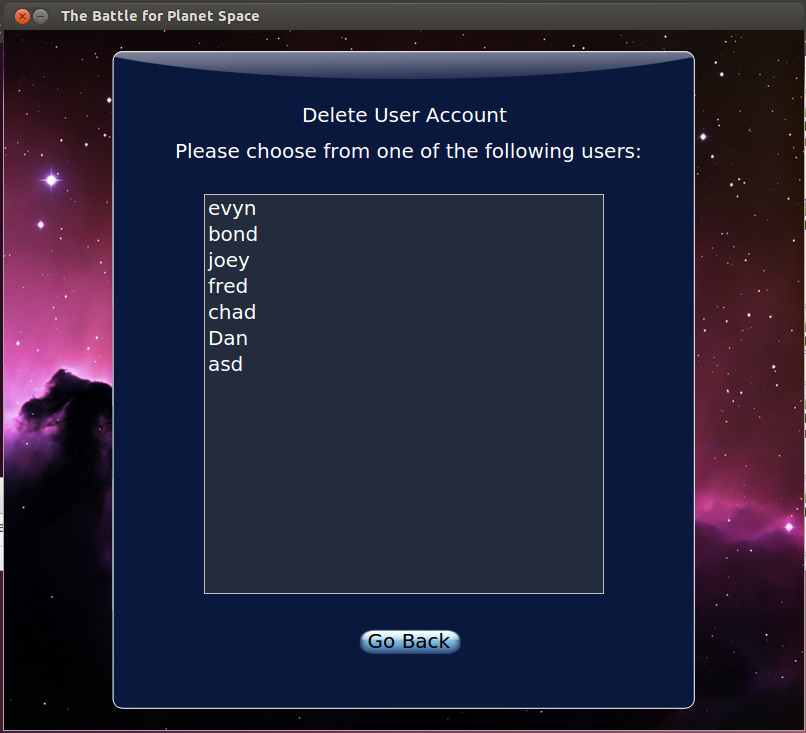 The Battle for Planet Space
Delete User Account
Please choose from one of the following users:
evyn
bond
joey
fred
chad
Dan
asd
Go Back